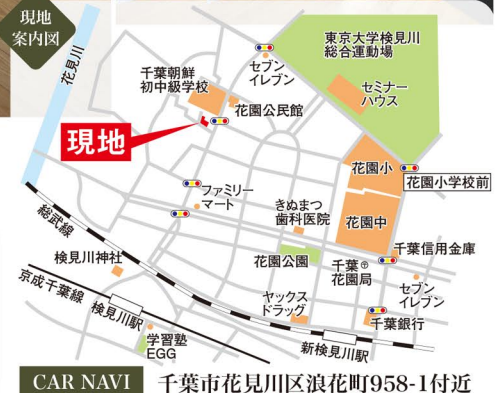 現地
案内図
花見川
東京大学検見川
総合運動場
セブン
イレブン
千葉朝鮮
初中級学校
セミナー
ハウス
花園公民館
現地
花園小
花園小学校前
ファミリー
マート
きぬまつ
歯科医院
花園中
総武線
検見川神社
花園公園
千葉
花園局
千葉信用金庫
京成千葉線
検見川駅
ヤックス
ドラッグ
セブン
イレブン
千葉銀行
学習塾
EGG
新検見川駅
CAR NAVI 千葉市花見川区浪花町958-1付近